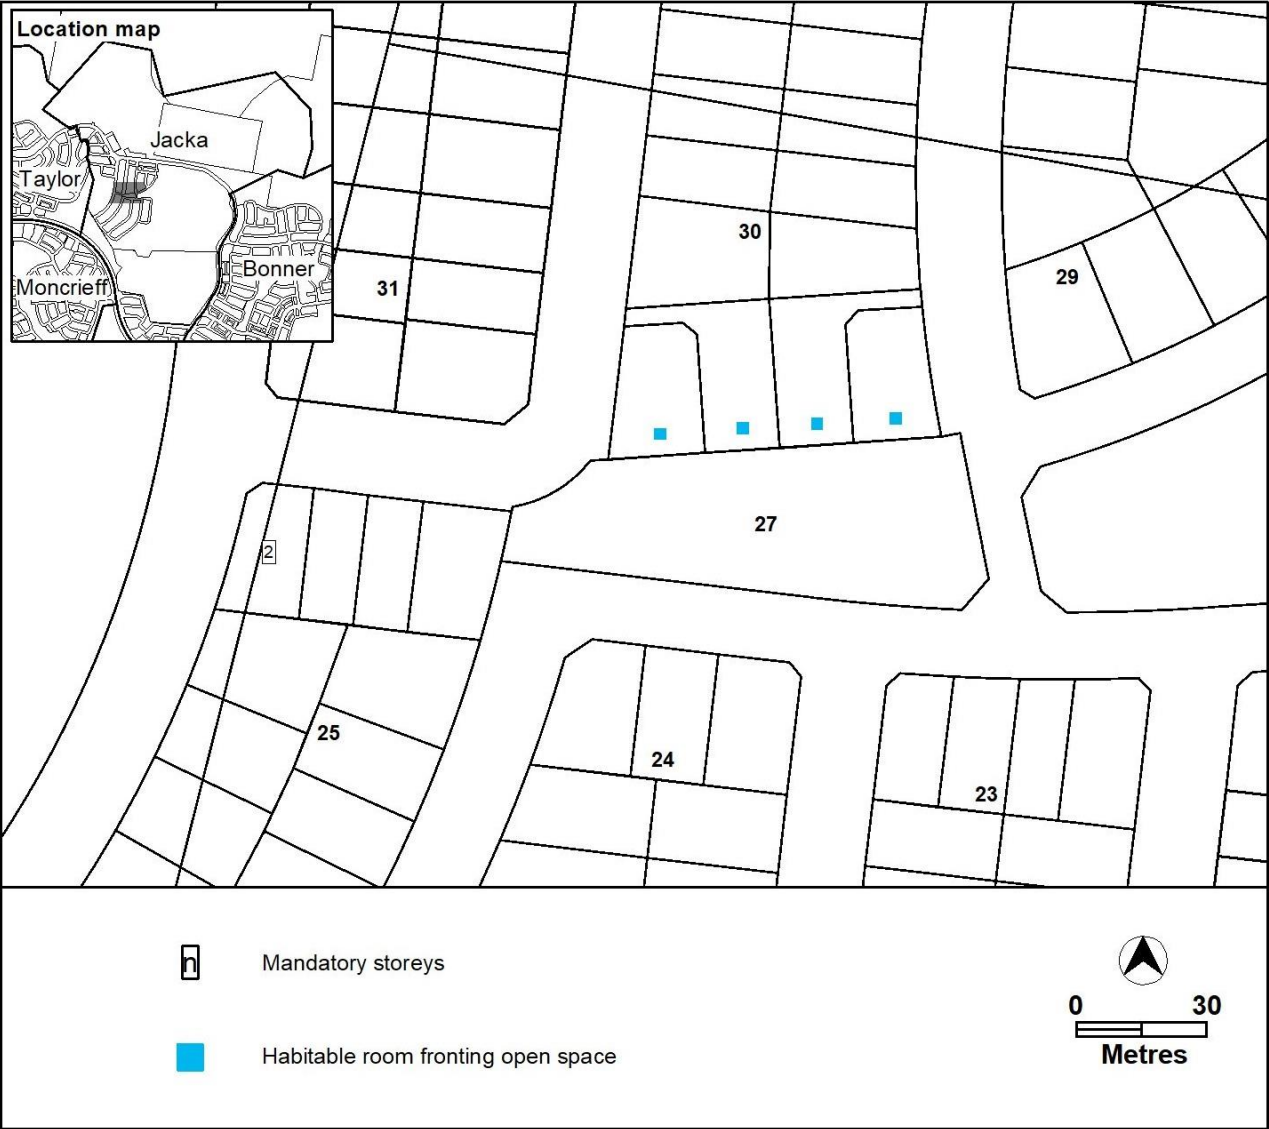 Location map
Jacka
Taylor
Bonner
Moncrieff
30
31
29
27
2
25
24
23
n
Mandatory storeys
0
30
Metres
Habitable room fronting open space